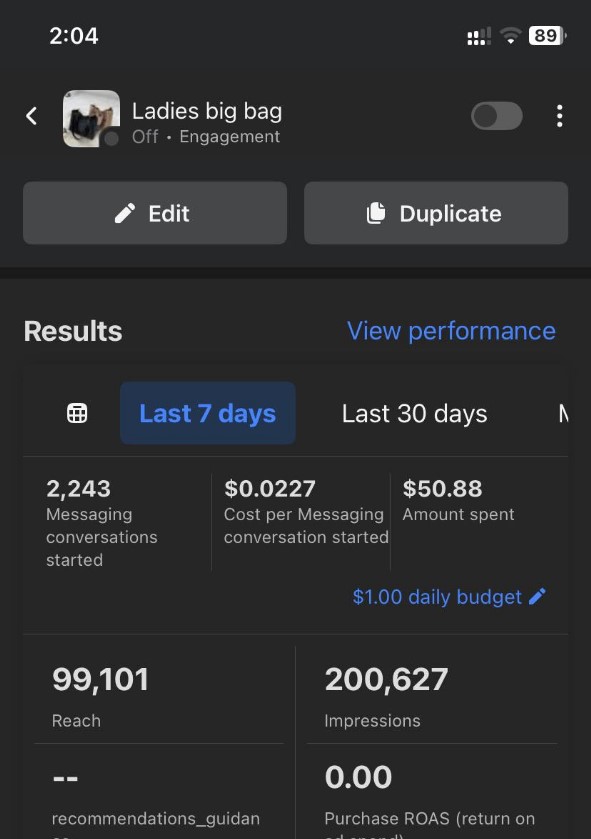 2:04
89
Ladies big bag
Off • Engagement
Edit
Duplicate
Results
View performance
Last 7 days
Last 30 days
2,243
Messaging
conversations
started
$0.0227
Cost per Messaging
conversation started
$50.88
Amount spent
$1.00 daily budget
99,101
Reach
200,627
Impressions
--
recommendations_guidan
0.00
Purchase ROAS (return on